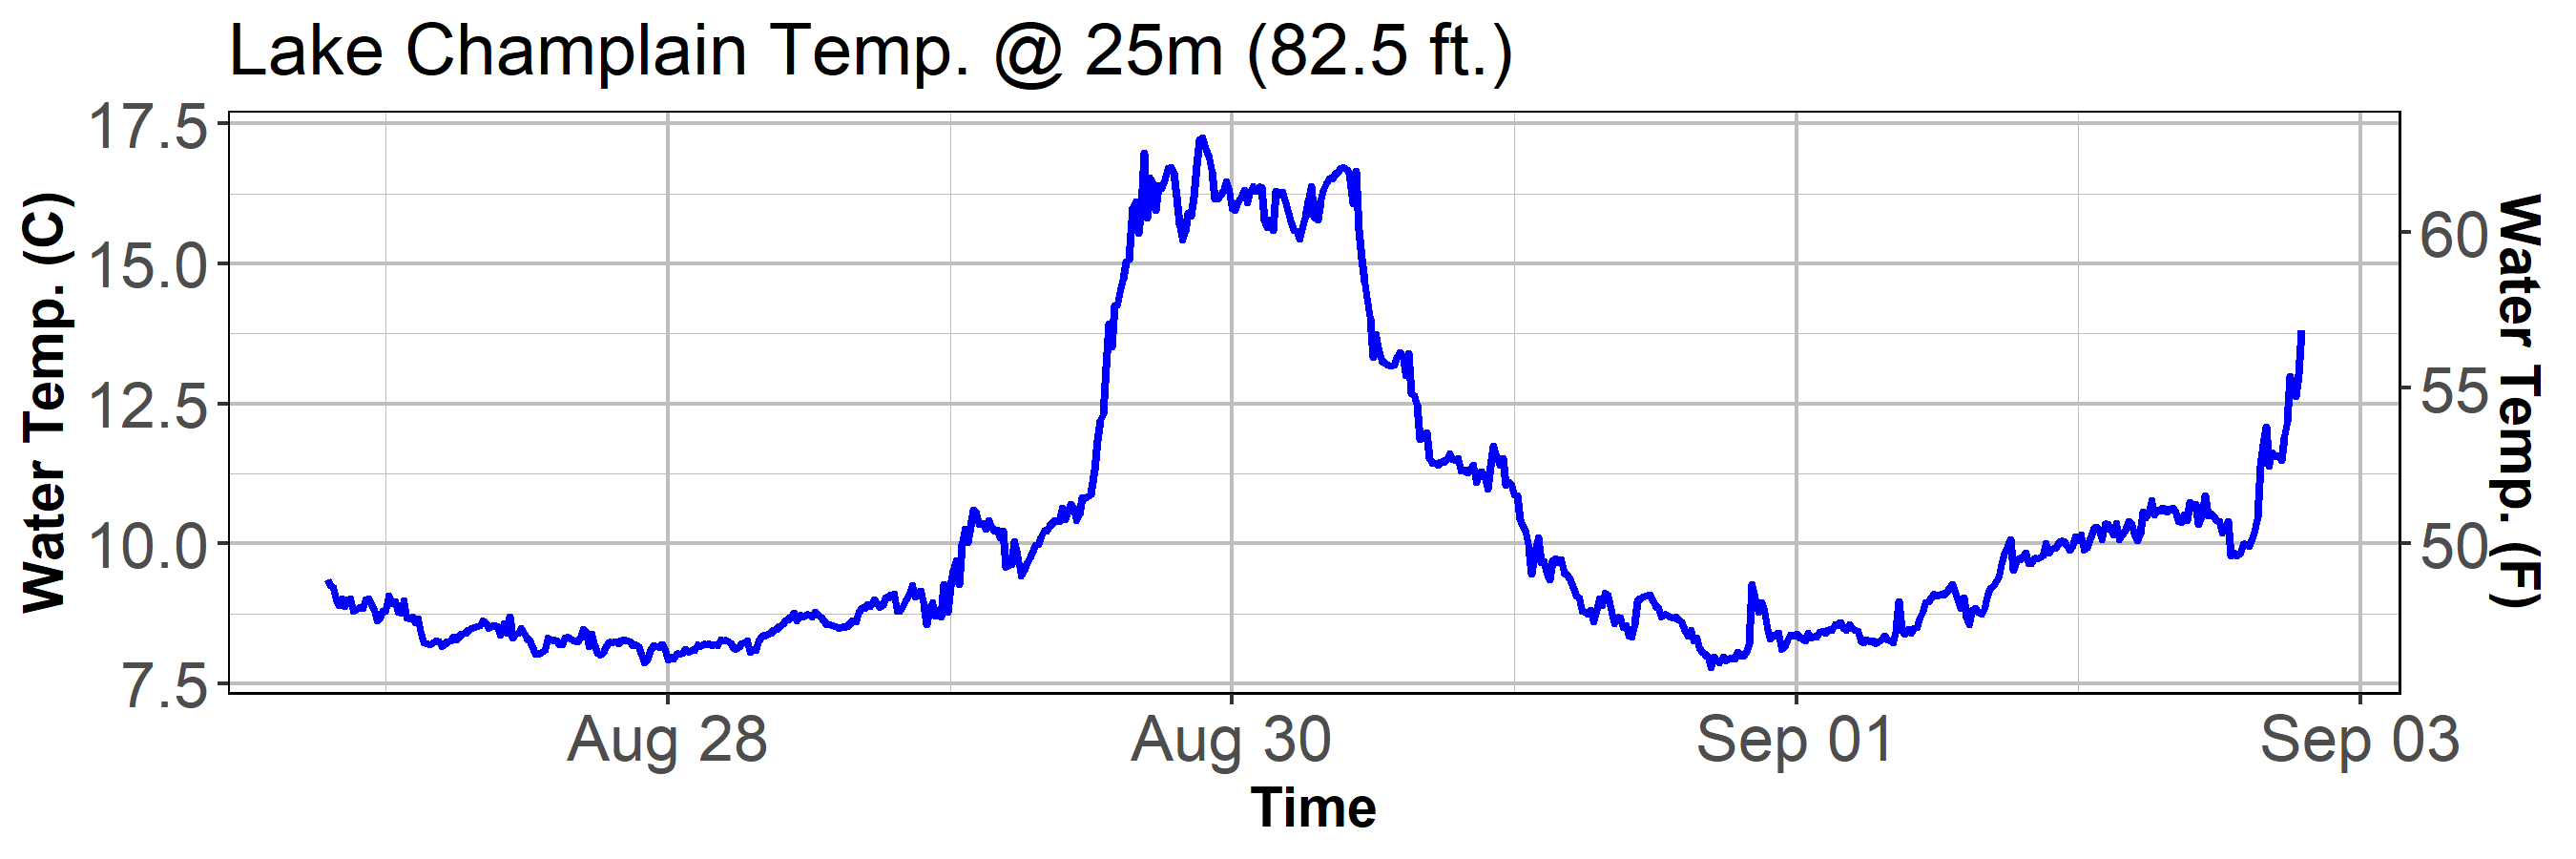 Lake Champlain Temp. @ 25m (82.5 ft.)
Water Temp. (C)
17.5
15.0
12.5
10.0
7.5
60
55
50
Water Temp. (F)
Aug 28 Aug 30 Sep 01 Sep 03
Time